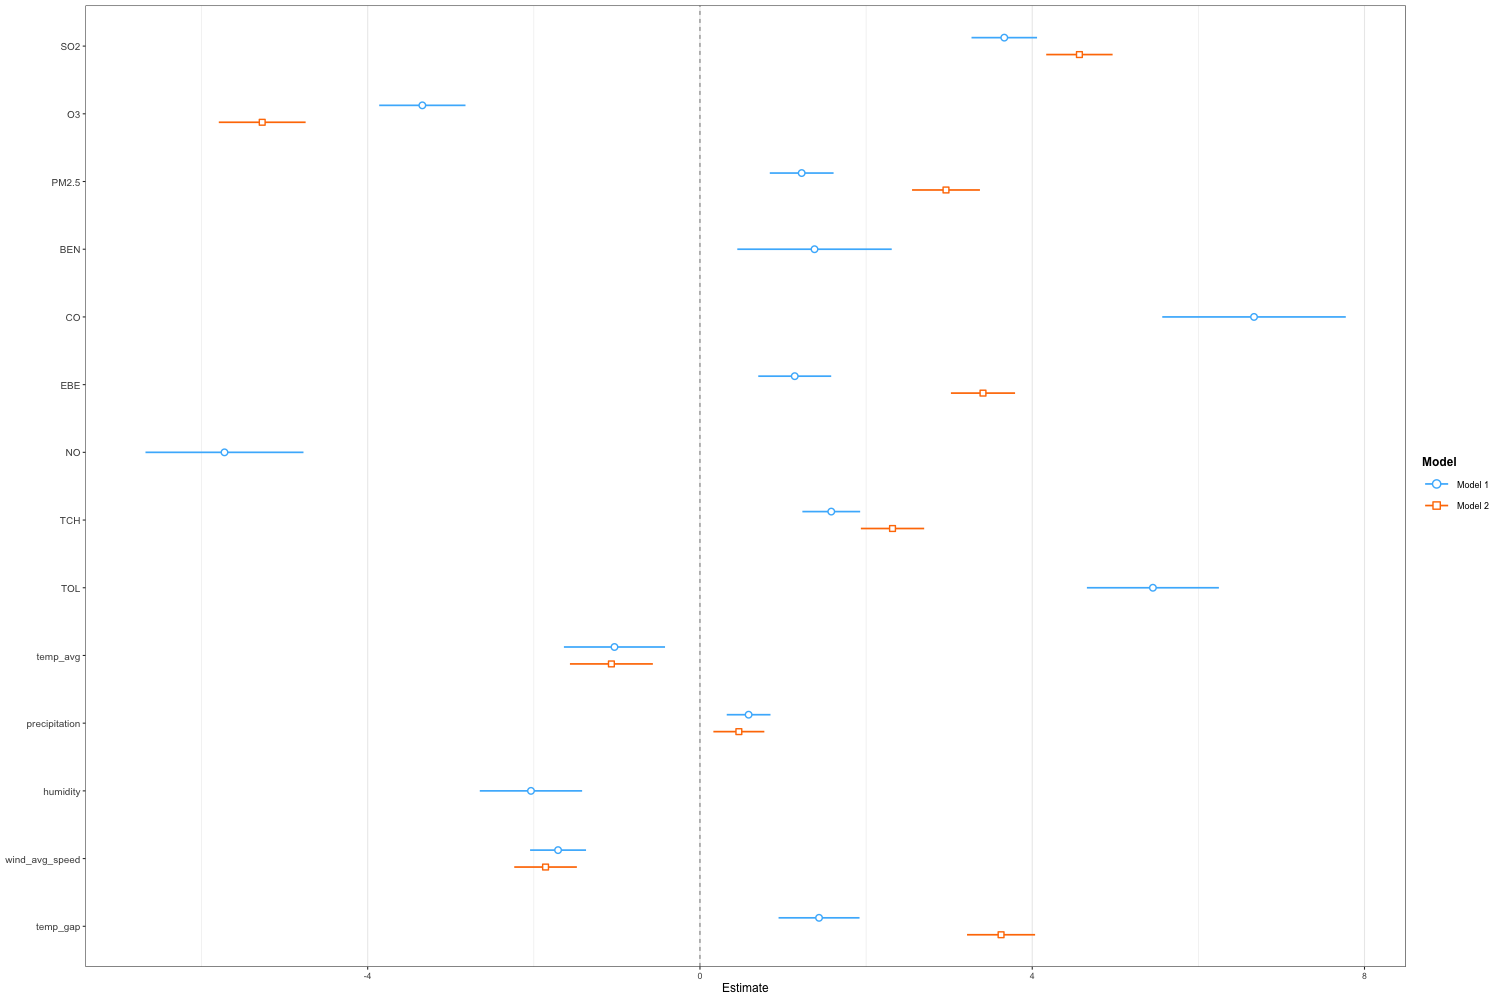 SO2
O3
PM2.5
BEN
CO
EBE
NO
TCH
TOL
temp_avg
precipitation
humidity
wind_avg_speed
temp_gap
-4
0
4
8
Estimate
Model
Model 1
Model 2